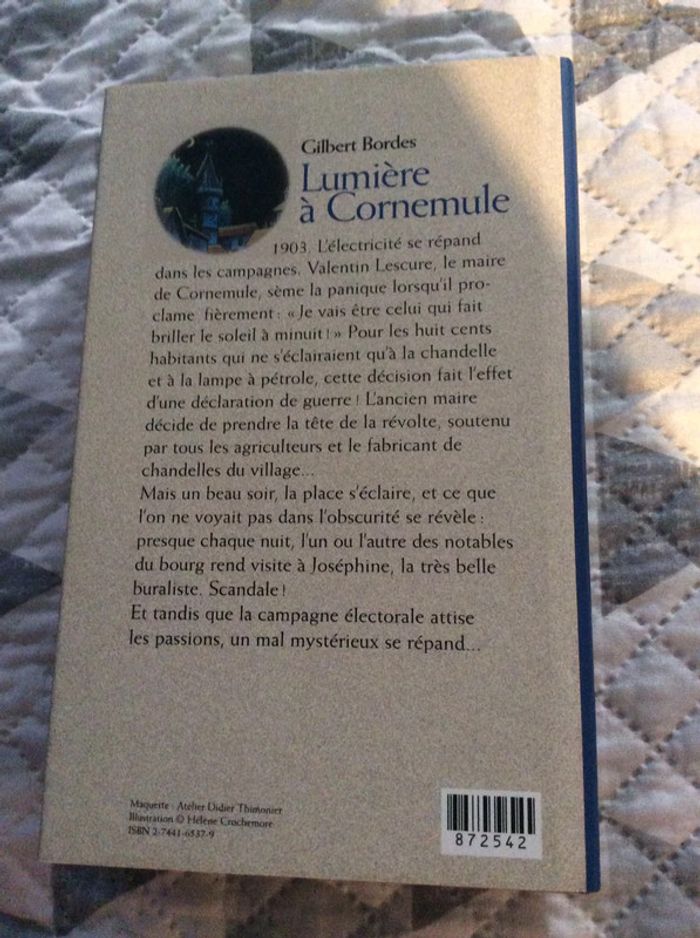 Gilbert Bordes
Lumière
à Cornemule
1903. L'électricité se répand
dans les campagnes. Valentin Lescure, le maire
de Cornemule, sème la panique lorsqu'il pro-
clame fièrement : « Je vais être celui qui fait
briller le soleil à minuit ! » Pour les huit cents
habitants qui ne s'éclairaient qu'à la chandelle
et à la lampe à pétrole, cette décision fait l'effet
d'une déclaration de guerre ! L'ancien maire
décide de prendre la tête de la révolte, soutenu
par tous les agriculteurs et le fabricant de
chandelles du village...
Mais un beau soir, la place s'éclaire, et ce que
l'on ne voyait pas dans l'obscurité se révèle :
presque chaque nuit, l'un ou l'autre des notables
du bourg rend visite à Joséphine, la très belle
buraliste. Scandale !
Et tandis que la campagne électorale attise
les passions, un mal mystérieux se répand...
Maquette : Atelier Didier Thimonier
Illustration © Hélène Crochemore
ISBN 2-7441-6537-9
872542